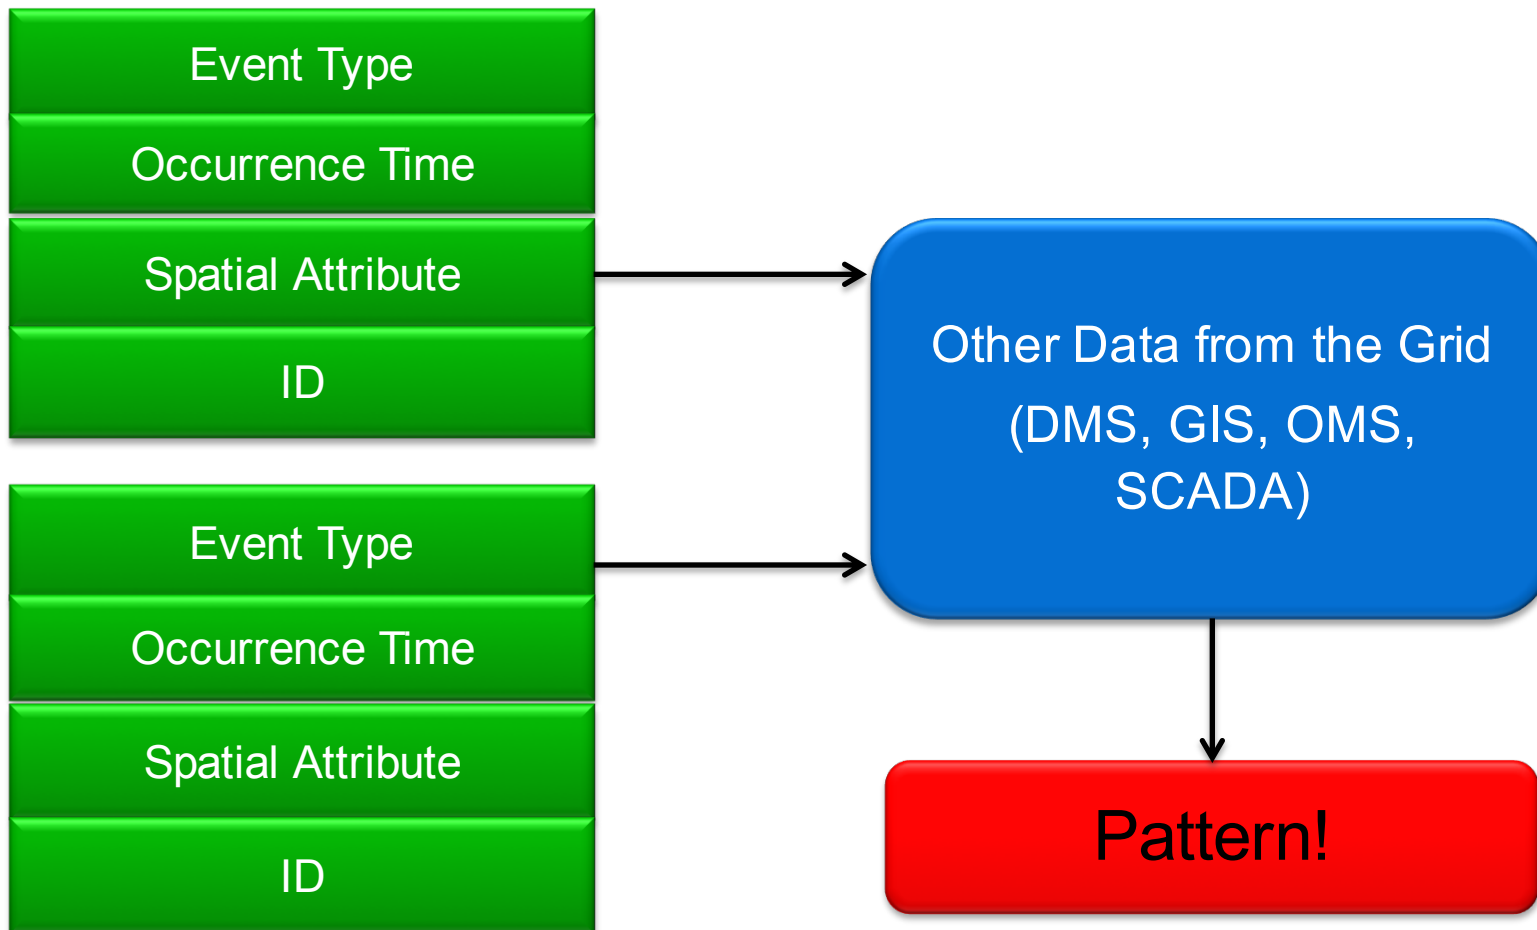 Event Type
Occurrence Time
Spatial Attribute
ID
Event Type
Occurrence Time
Spatial Attribute
ID
Other Data from the Grid
(DMS, GIS, OMS,
SCADA)
Pattern!